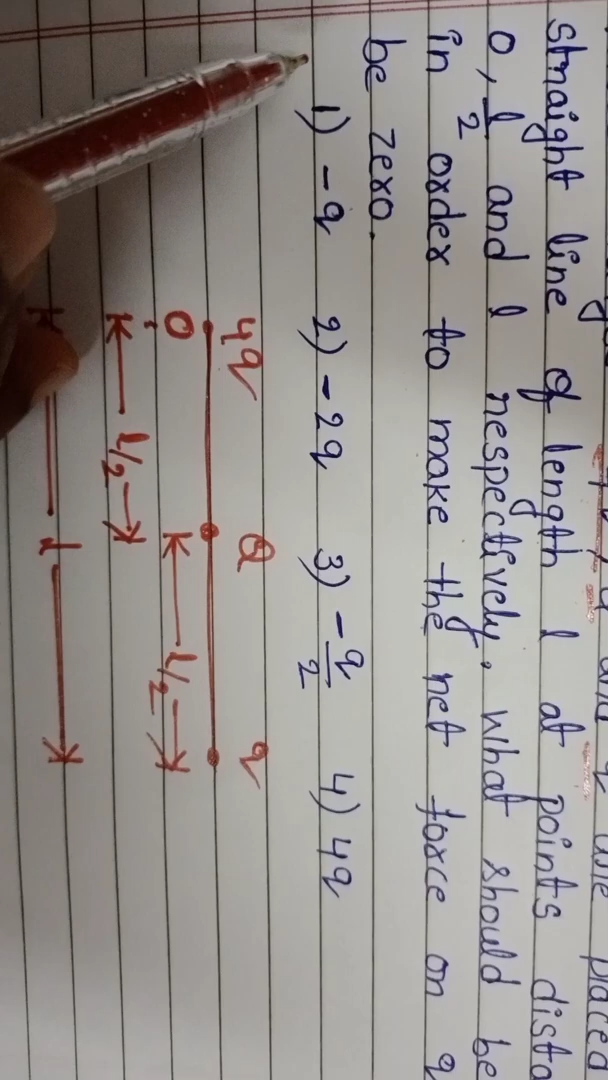 placed
straight line of length l at points dista
0, l/2 and l respectively. What should be
in order to make the net force on q
be zero.
1) -q 2) -2q 3) -q/2 4) 4q
4q Q q
O
K l/2 K l/2
l